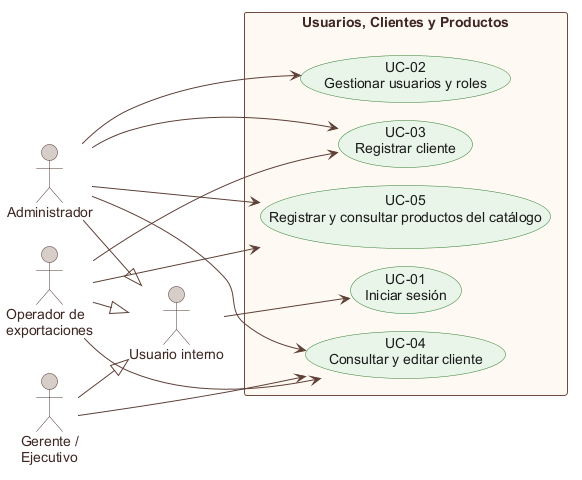 Usuarios, Clientes y Productos
UC-02
Gestionar usuarios y roles
UC-03
Registrar cliente
UC-05
Registrar y consultar productos del catálogo
UC-01
Iniciar sesión
UC-04
Consultar y editar cliente
Administrador
Operador de
exportaciones
Usuario interno
Gerente /
Ejecutivo